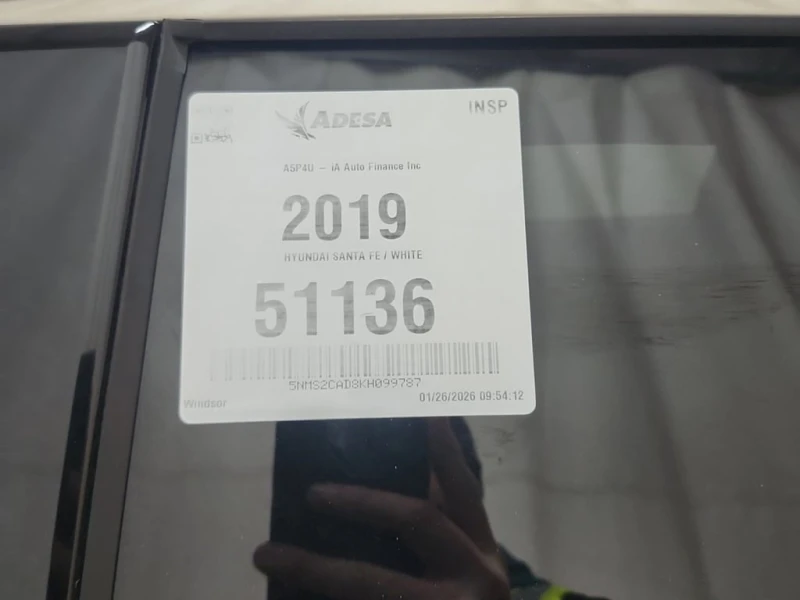 ADESA
INSP
A5P4U - iA Auto Finance Inc
2019
HYUNDAI SANTA FE / WHITE
51136
5NMS2CAD8KH099787
Windsor
01/26/2026 09:54:12